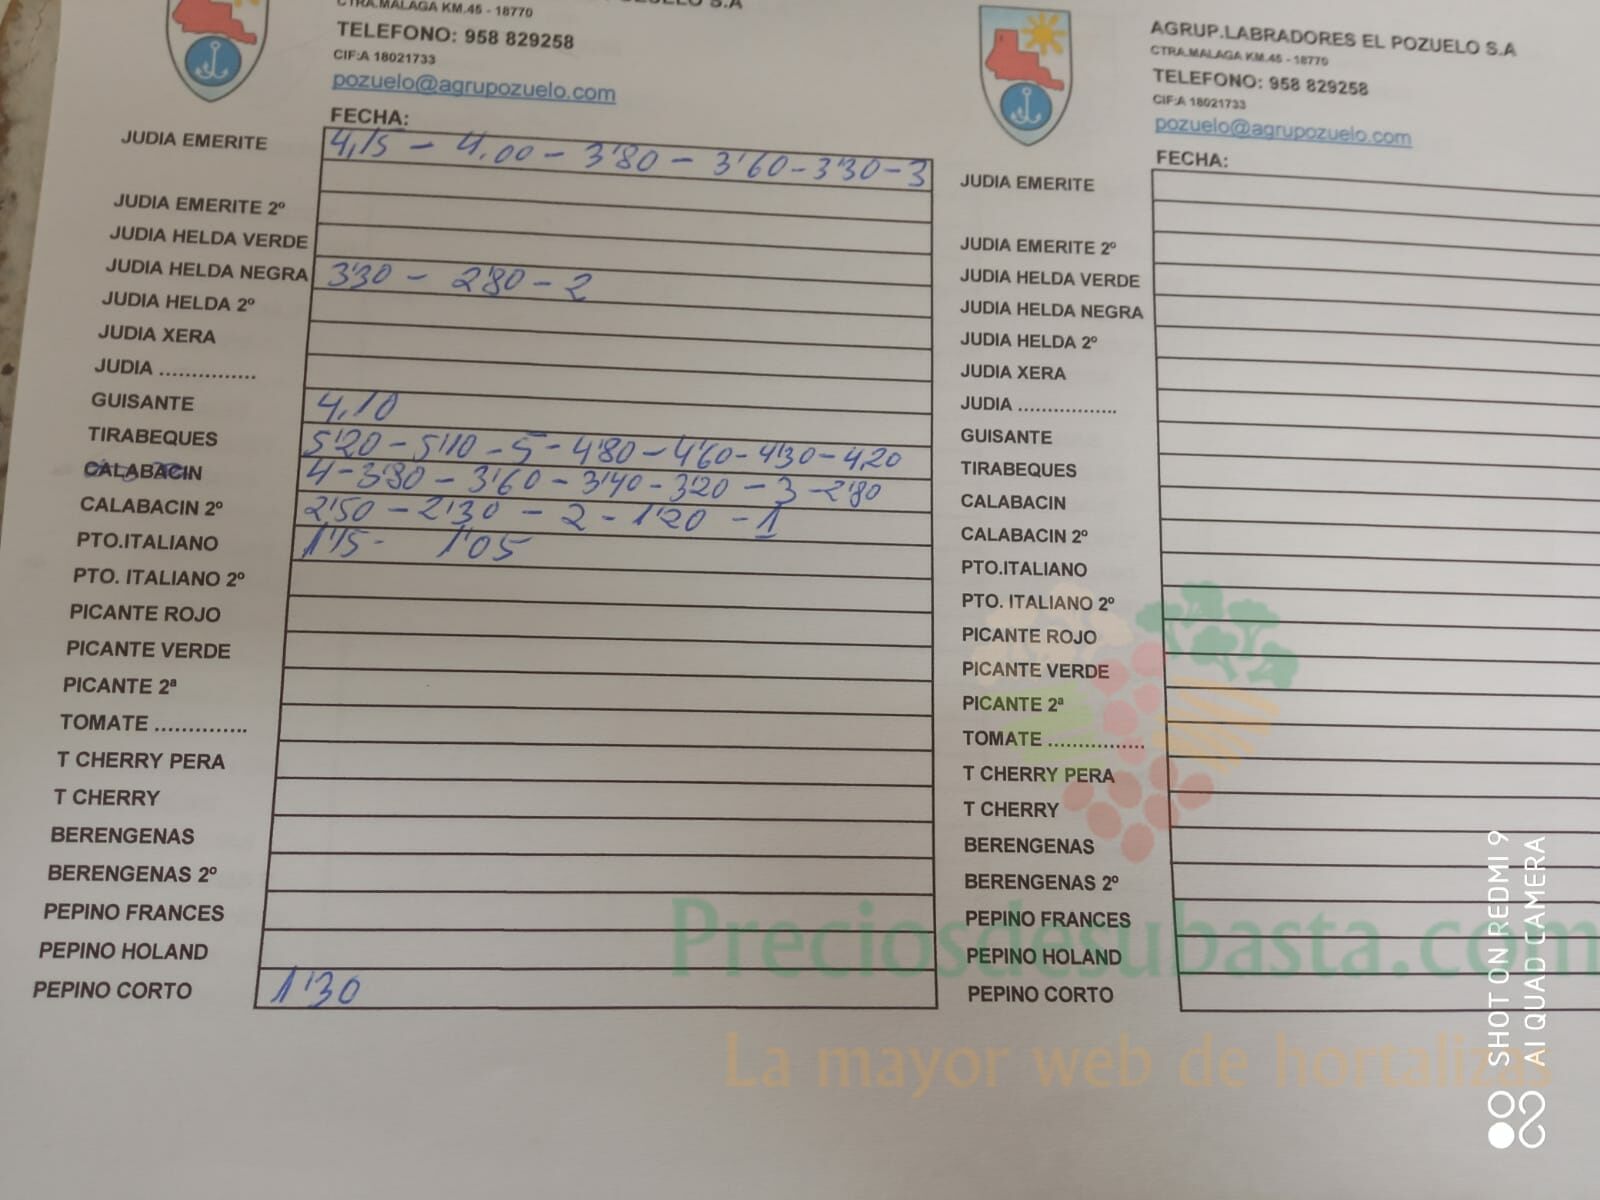 CTRA.MALAGA KM.45 - 18770
TELEFONO: 958 829258
CIF:A 18021733
pozuelo@agrupozuelo.com
FECHA:
JUDIA EMERITE 4,15 - 4,00 - 3'80 - 3'60 - 3'30 - 3
JUDIA EMERITE 2º
JUDIA HELDA VERDE
JUDIA HELDA NEGRA 3'30 - 2'80 - 2
JUDIA HELDA 2º
JUDIA XERA
JUDIA ...............
GUISANTE 4,10
TIRABEQUES 5'20 - 5'10 - 5 - 4'80 - 4'60 - 4'30 - 4,20
CALABACIN 4 - 3'80 - 3'60 - 3'40 - 3'20 - 3 - 2'80
CALABACIN 2º 2'50 - 2'30 - 2 - 1'20 - 1
PTO.ITALIANO 1'15 - 1'05
PTO. ITALIANO 2º
PICANTE ROJO
PICANTE VERDE
PICANTE 2ª
TOMATE ..............
T CHERRY PERA
T CHERRY
BERENGENAS
BERENGENAS 2º
PEPINO FRANCES
PEPINO HOLAND
PEPINO CORTO 1'30
AGRUP.LABRADORES EL POZUELO S.A
CTRA.MALAGA KM.45 - 18770
TELEFONO: 958 829258
CIF:A 18021733
pozuelo@agrupozuelo.com
FECHA:
JUDIA EMERITE
JUDIA EMERITE 2º
JUDIA HELDA VERDE
JUDIA HELDA NEGRA
JUDIA HELDA 2º
JUDIA XERA
JUDIA .................
GUISANTE
TIRABEQUES
CALABACIN
CALABACIN 2º
PTO.ITALIANO
PTO. ITALIANO 2º
PICANTE ROJO
PICANTE VERDE
PICANTE 2ª
TOMATE ................
T CHERRY PERA
T CHERRY
BERENGENAS
BERENGENAS 2º
PEPINO FRANCES
PEPINO HOLAND
PEPINO CORTO
Preciosdesubasta.com
La mayor web de hortalizas
SHOT ON REDMI 9
AI QUAD CAMERA